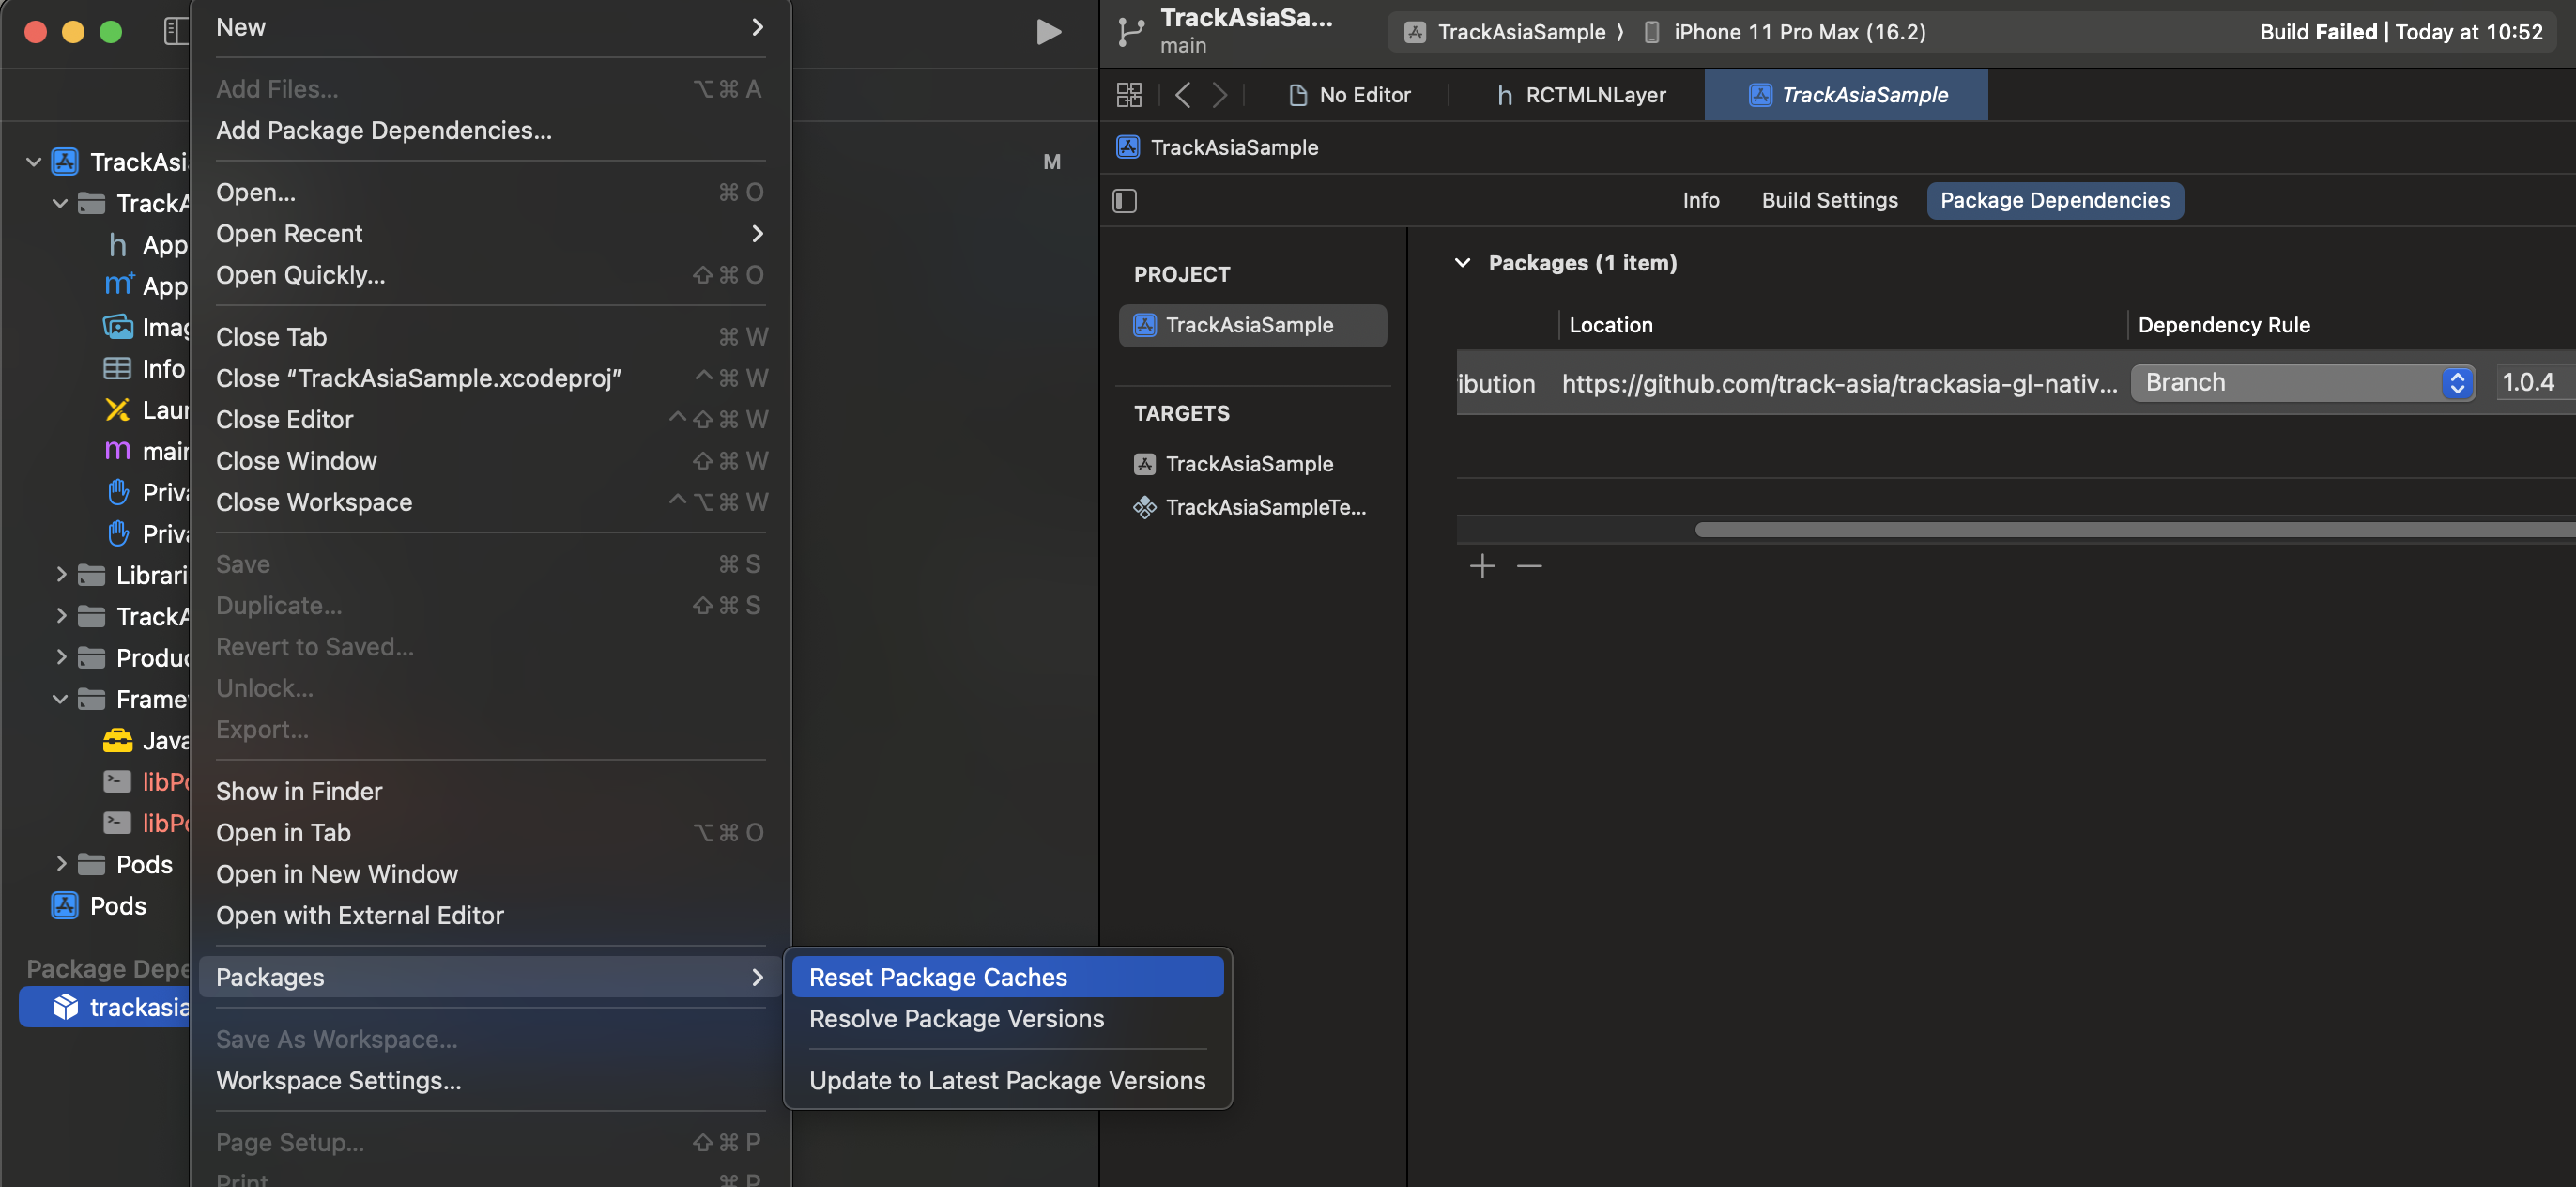 New
Add Files... ⌥⌘ A
Add Package Dependencies...
Open... ⌘ O
Open Recent
Open Quickly... ⇧⌘ O
Close Tab ⌘ W
Close “TrackAsiaSample.xcodeproj” ⌃⌘ W
Close Editor ⌃⇧⌘ W
Close Window ⇧⌘ W
Close Workspace ⌃⌥⌘ W
Save ⌘ S
Duplicate... ⇧⌘ S
Revert to Saved...
Unlock...
Export...
Show in Finder
Open in Tab ⌥⌘ O
Open in New Window
Open with External Editor
Packages
Save As Workspace...
Workspace Settings...
Page Setup... ⇧⌘ P
Print ⌘ P
Reset Package Caches
Resolve Package Versions
Update to Latest Package Versions
TrackAsi
TrackA
h App
m+ App
Imag
Info
Laun
m main
Priva
Priva
Librari
TrackA
Produc
Frame
Java
libPo
libPo
Pods
Pods
Package Depe
trackasia
M
TrackAsiaSa...
main
TrackAsiaSample ⟩ iPhone 11 Pro Max (16.2)
Build Failed | Today at 10:52
No Editor
h RCTMLNLayer
TrackAsiaSample
TrackAsiaSample
Info
Build Settings
Package Dependencies
PROJECT
TrackAsiaSample
TARGETS
TrackAsiaSample
TrackAsiaSampleTe...
Packages (1 item)
Location
Dependency Rule
ibution https://github.com/track-asia/trackasia-gl-nativ... Branch 1.0.4